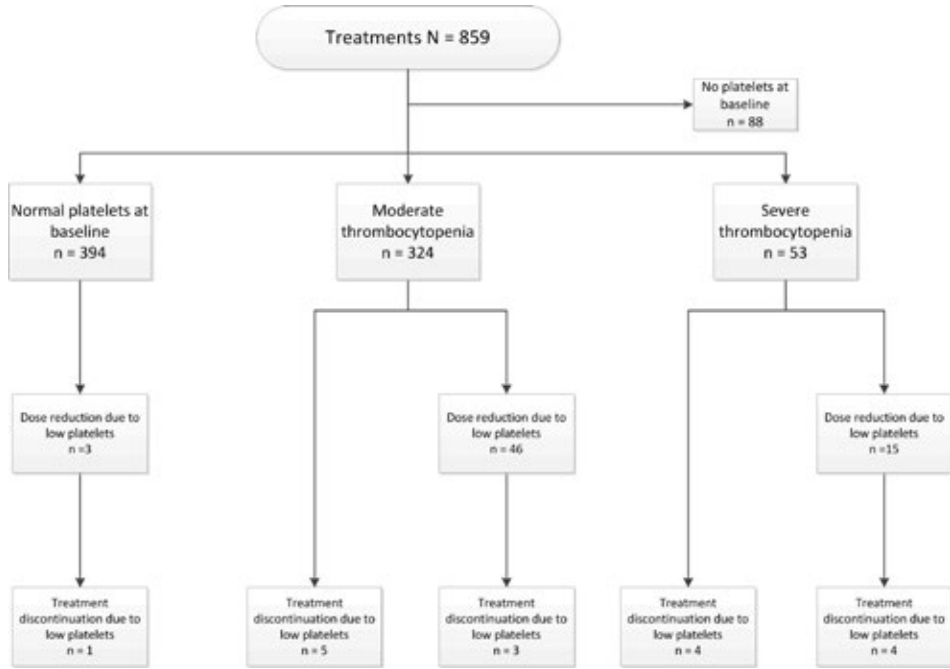 Treatments N = 859
No platelets at
baseline
n = 88
Normal platelets at
baseline
n = 394
Moderate
thrombocytopenia
n = 324
Severe
thrombocytopenia
n = 53
Dose reduction due to
low platelets
n =3
Dose reduction due to
low platelets
n = 46
Dose reduction due to
low platelets
n =15
Treatment
discontinuation due to
low platelets
n = 1
Treatment
discontinuation due to
low platelets
n = 5
Treatment
discontinuation due to
low platelets
n = 3
Treatment
discontinuation due to
low platelets
n = 4
Treatment
discontinuation due to
low platelets
n = 4